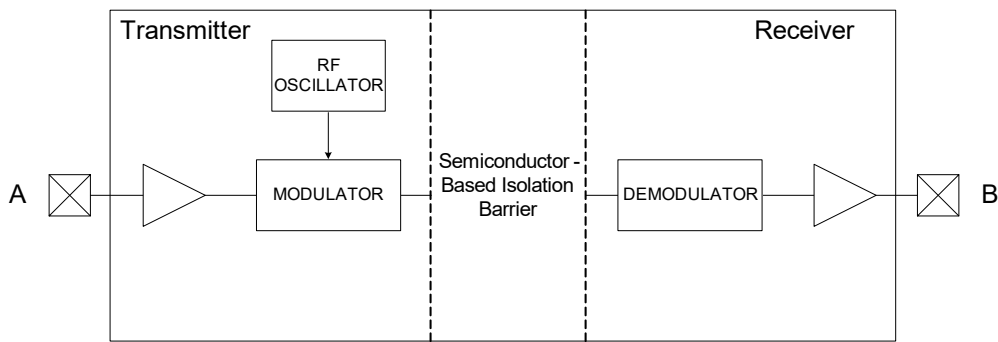 Transmitter
Receiver
RF
OSCILLATOR
A
MODULATOR
Semiconductor -
Based Isolation
Barrier
DEMODULATOR
B